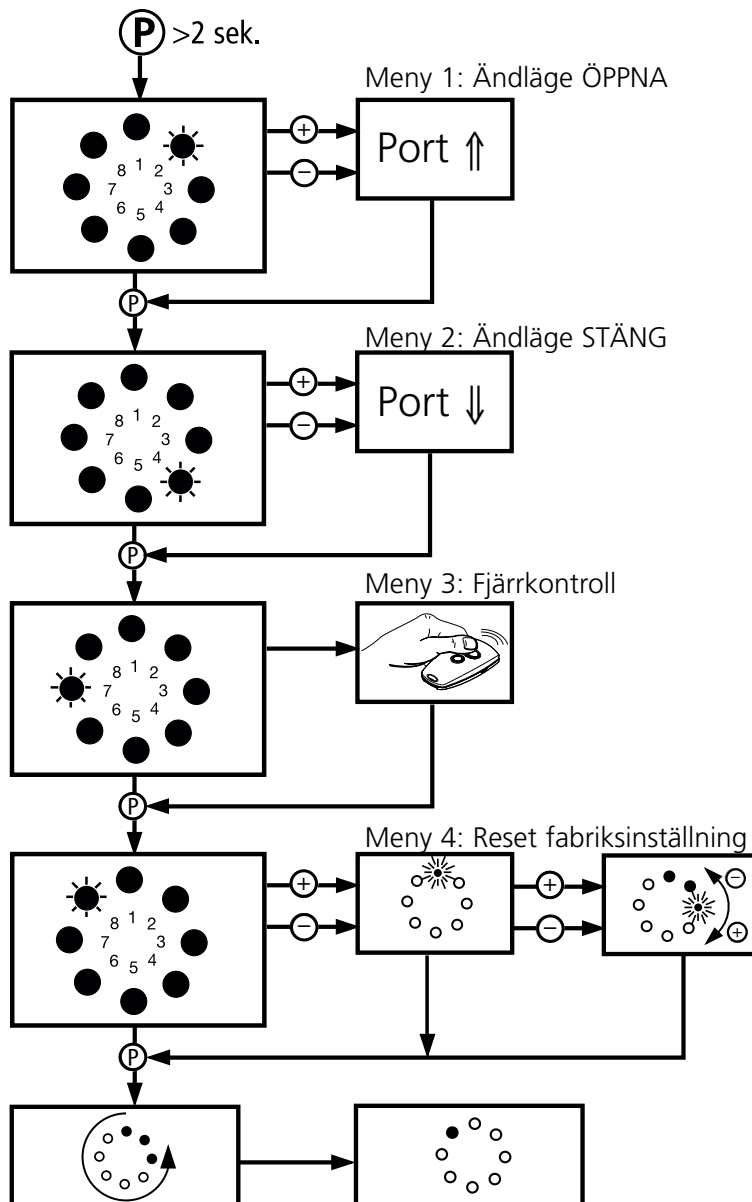 P >2 sek.
Meny 1: Ändläge ÖPPNA
+
Port ⇑
−
1 2 3 4 5 6 7 8
P
Meny 2: Ändläge STÄNG
+
Port ⇓
−
1 2 3 4 5 6 7 8
P
Meny 3: Fjärrkontroll
1 2 3 4 5 6 7 8
P
Meny 4: Reset fabriksinställning
+ + −
1 2 3 4 5 6 7 8
− − +
P